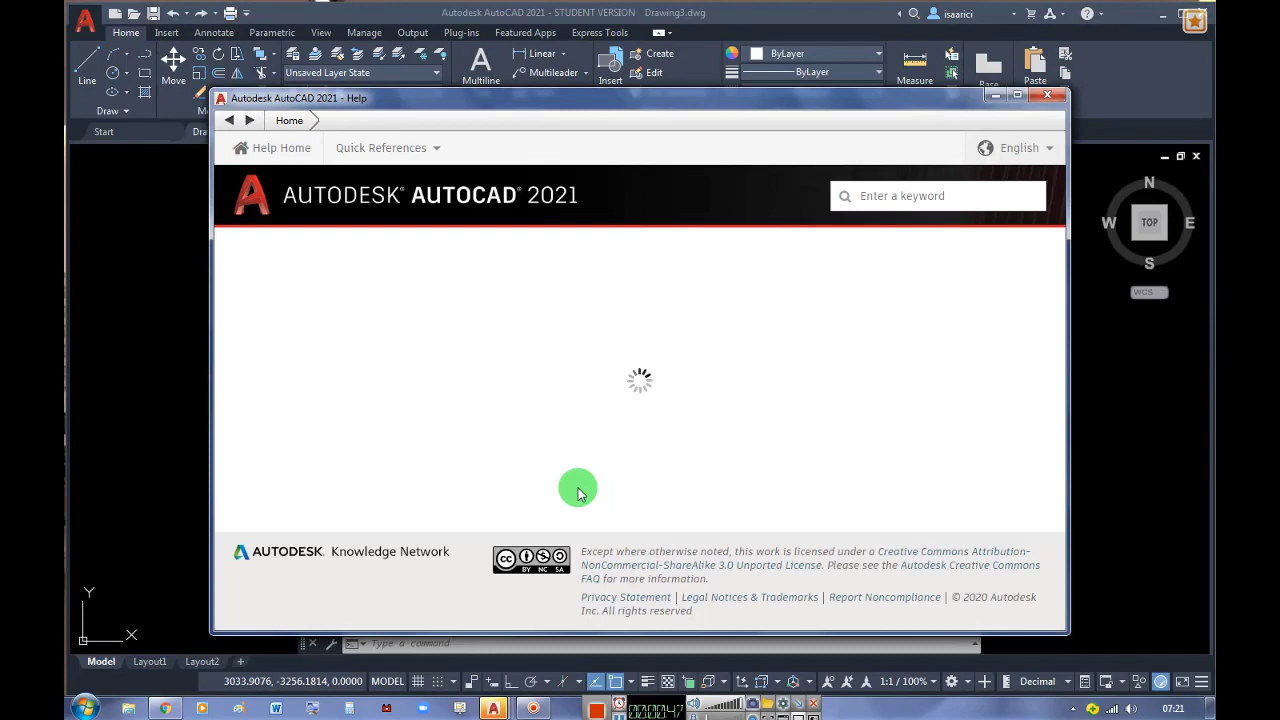 Autodesk AutoCAD 2021 - STUDENT VERSION Drawing3.dwg
isaarici
Home Insert Annotate Parametric View Manage Output Plug-ins Featured Apps Express Tools
Line
Move
Unsaved Layer State
Multiline
Linear
Multileader
Insert
Create
Edit
ByLayer
ByLayer
Measure
Paste
Draw
Start
Autodesk AutoCAD 2021 - Help
Home
Help Home Quick References English
AUTODESK® AUTOCAD® 2021
Enter a keyword
N
W TOP E
S
WCS
AUTODESK. Knowledge Network
CC BY NC SA
Except where otherwise noted, this work is licensed under a Creative Commons Attribution-
NonCommercial-ShareAlike 3.0 Unported License. Please see the Autodesk Creative Commons
FAQ for more information.
Privacy Statement | Legal Notices & Trademarks | Report Noncompliance | © 2020 Autodesk
Inc. All rights reserved
Y
X
Type a command
Model Layout1 Layout2 +
3033.9076, -3256.1814, 0.0000 MODEL 1:1 / 100% Decimal
07:21